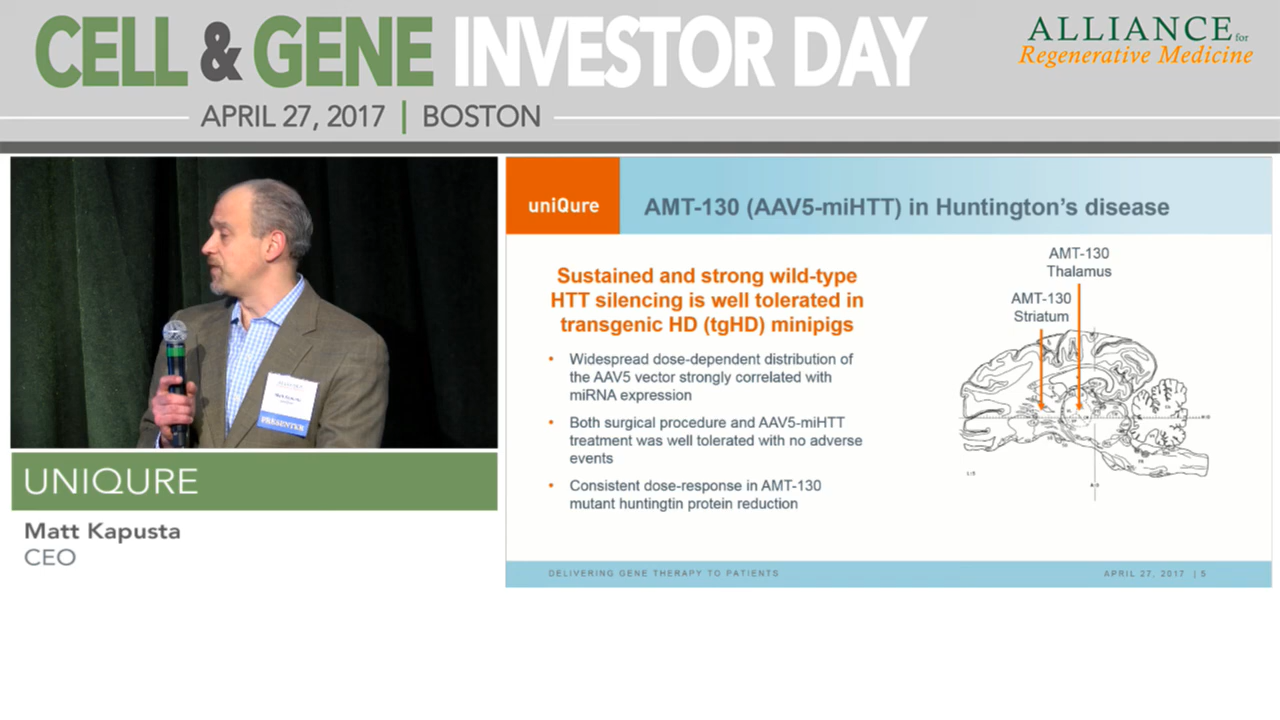 CELL & GENE INVESTOR DAY
APRIL 27, 2017 | BOSTON
ALLIANCE for
Regenerative Medicine
PRESENTER
UNIQURE
Matt Kapusta
CEO
uniQure
AMT-130 (AAV5-miHTT) in Huntington's disease
Sustained and strong wild-type
HTT silencing is well tolerated in
transgenic HD (tgHD) minipigs
• Widespread dose-dependent distribution of
the AAV5 vector strongly correlated with
miRNA expression
• Both surgical procedure and AAV5-miHTT
treatment was well tolerated with no adverse
events
• Consistent dose-response in AMT-130
mutant huntingtin protein reduction
AMT-130
Thalamus
AMT-130
Striatum
DELIVERING GENE THERAPY TO PATIENTS
APRIL 27, 2017 | 5